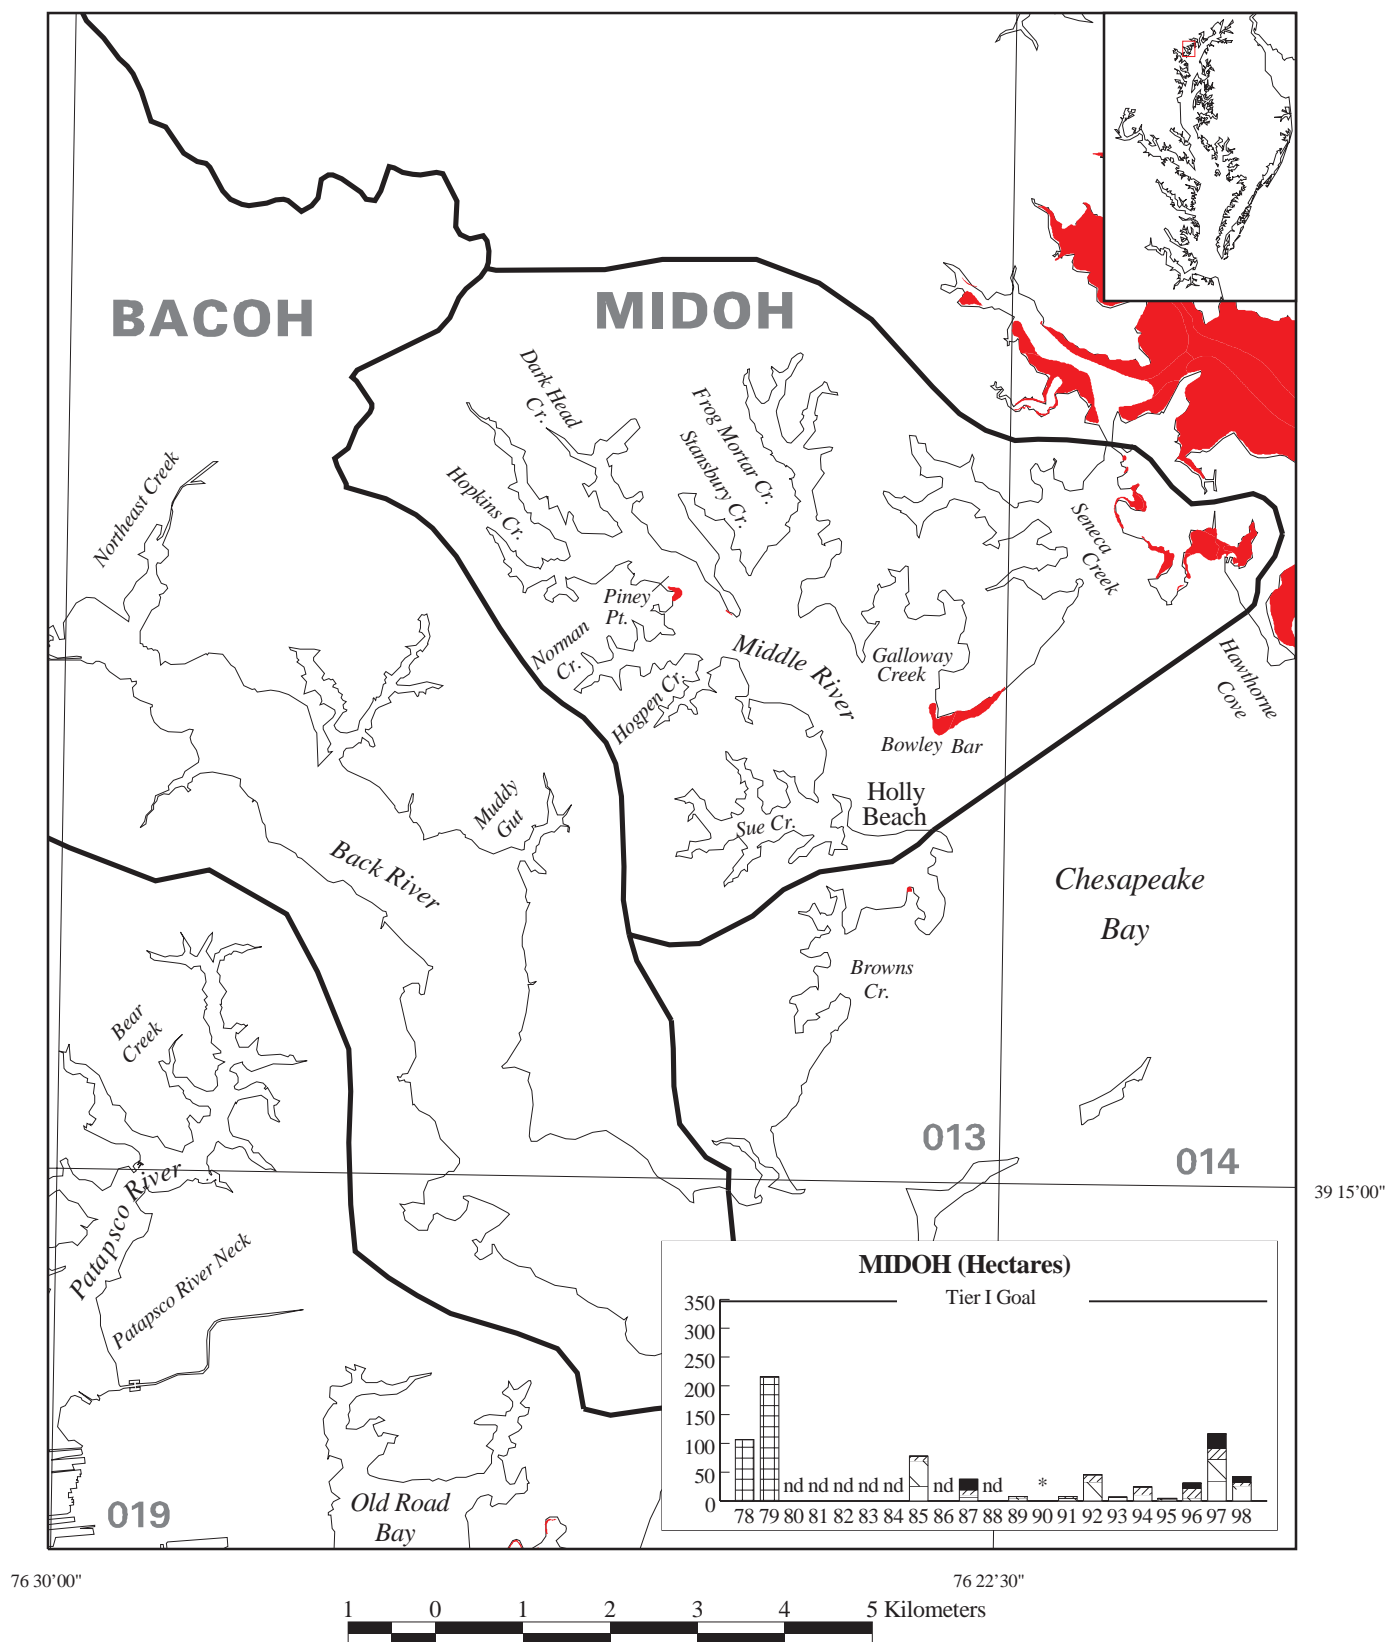 BACOH
MIDOH
Dark Head
Cr.
Frog Mortar Cr.
Stansbury Cr.
Hopkins Cr.
Northeast Creek
Seneca
Creek
Piney
Pt.
Norman
Cr.
Hogpen Cr.
Middle River
Galloway
Creek
Hawthorne
Cove
Bowley Bar
Holly
Beach
Muddy
Gut
Sue Cr.
Back River
Chesapeake
Bay
Browns
Cr.
Bear
Creek
013
014
39 15'00"
Patapsco River
Patapsco River Neck
Old Road
Bay
019
MIDOH (Hectares)
Tier I Goal
350
300
250
200
150
100
50
0
nd nd nd nd nd nd nd *
78 79 80 81 82 83 84 85 86 87 88 89 90 91 92 93 94 95 96 97 98
76 30'00"
76 22'30"
1 0 1 2 3 4 5 Kilometers